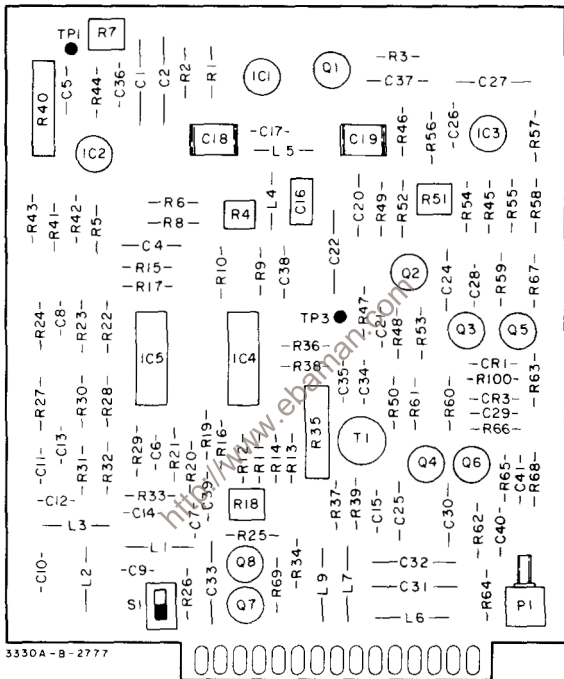 TP1 R7
R3
R40 C5 R44 C36 C1 C2 R2 R1 IC1 Q1 C37 C27
IC2 C18 C17 L5 C19 R46 R56 C26 IC3 R57
R43 R41 R42 R5 R6 R8 R4 L4 C16 C20 R49 R52 R51 R54 R45 R55 R58
C4
R15
R17 R10 R9 C38 C22 Q2 C24 C28 R59 R67
R24 C8 R23 R22 IC5 IC4 TP3 R47 C21 R48 R53 Q3 Q5
R36
R38 CR1
R100
CR3
C29
R66 R63
R27 R30 R28 C35 C34 R50 R61 R60
C11 C13 R31 R32 R29 C6 R21 R20 R19 R16 R12 R11 R14 R13 R35 T1 Q4 Q6 R65 C41 R68
C12 R33
C14 C7 C39 R18 R37 R39 C15 C25 C30 R62 C40
L3 R25
C10 L2 L1
C9 Q8 R34 C32
C31
S1 R26 C33 Q7 R69 L9 L7 L6 R64 P1
3330A-B-2777
http://www.ebaman.com